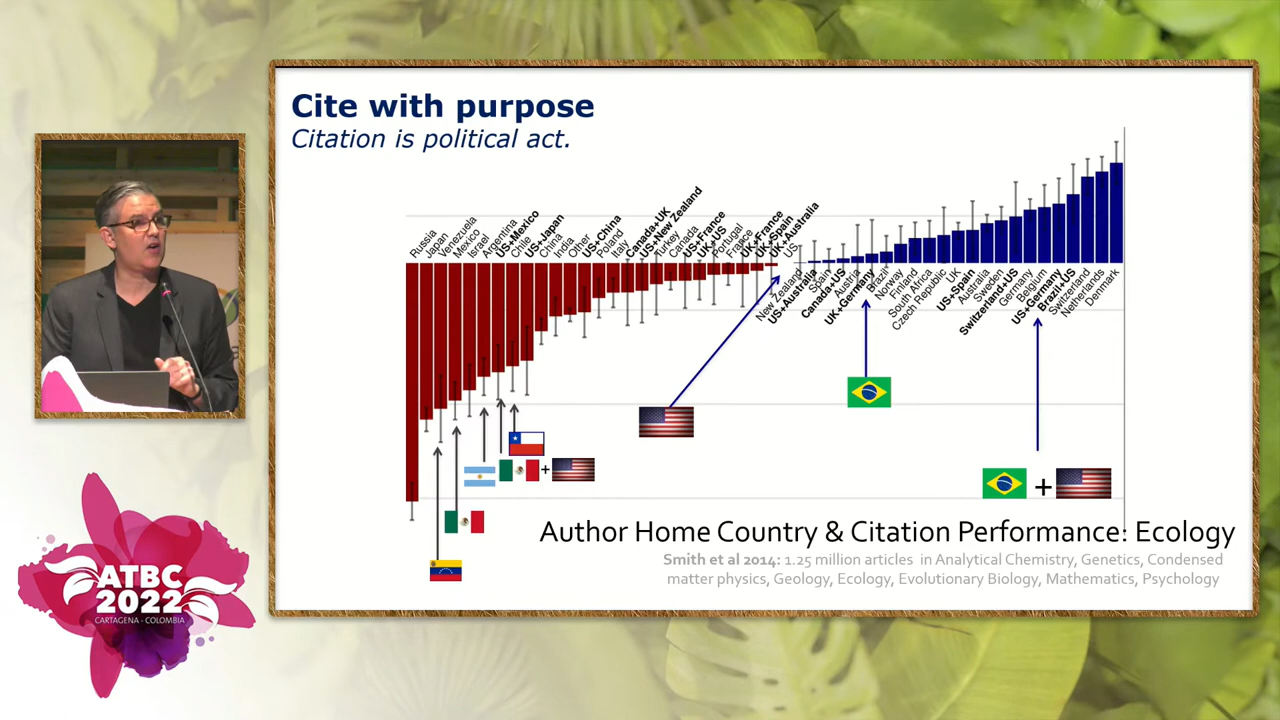 Cite with purpose
Citation is political act.
Russia
Japan
Venezuela
Mexico
Israel
Argentina
US+Mexico
Chile
US+Japan
China
India
Other
US+China
Poland
Italy
Canada+UK
US+New Zealand
Turkey
Canada
US+France
UK+US
Portugal
France
UK+France
UK+Spain
UK+Australia
US
New Zealand
US+Australia
Spain
Canada+US
Austria
UK+Germany
Brazil
Norway
Finland
South Africa
Czech Republic
UK
US+Spain
Australia
Sweden
Switzerland+US
Germany
Belgium
US+Germany
Brazil+US
Switzerland
Netherlands
Denmark
+
+
Author Home Country & Citation Performance: Ecology
Smith et al 2014: 1.25 million articles in Analytical Chemistry, Genetics, Condensed
matter physics, Geology, Ecology, Evolutionary Biology, Mathematics, Psychology
ATBC
2022
CARTAGENA - COLOMBIA